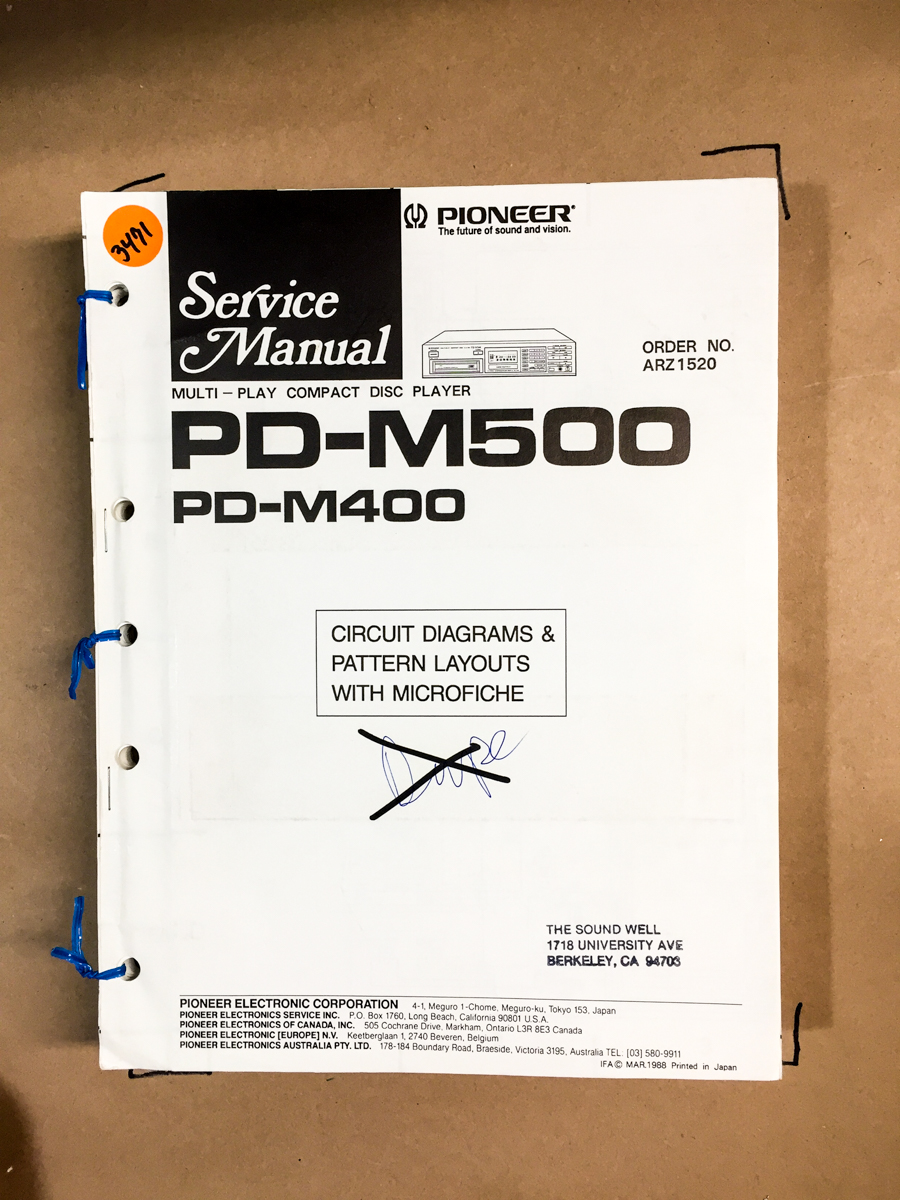 3471
PIONEER®
The future of sound and vision.
Service
Manual
ORDER NO.
ARZ1520
MULTI-PLAY COMPACT DISC PLAYER
PD-M500
PD-M400
CIRCUIT DIAGRAMS &
PATTERN LAYOUTS
WITH MICROFICHE
Dupe
THE SOUND WELL
1718 UNIVERSITY AVE
BERKELEY, CA 94703
PIONEER ELECTRONIC CORPORATION 4-1, Meguro 1-Chome, Meguro-ku, Tokyo 153, Japan
PIONEER ELECTRONICS SERVICE INC. P.O. Box 1760, Long Beach, California 90801 U.S.A.
PIONEER ELECTRONICS OF CANADA, INC. 505 Cochrane Drive, Markham, Ontario L3R 8E3 Canada
PIONEER ELECTRONIC [EUROPE] N.V. Keetberglaan 1, 2740 Beveren, Belgium
PIONEER ELECTRONICS AUSTRALIA PTY. LTD. 178-184 Boundary Road, Braeside, Victoria 3195, Australia TEL: [03] 580-9911
IFA © MAR.1988 Printed in Japan